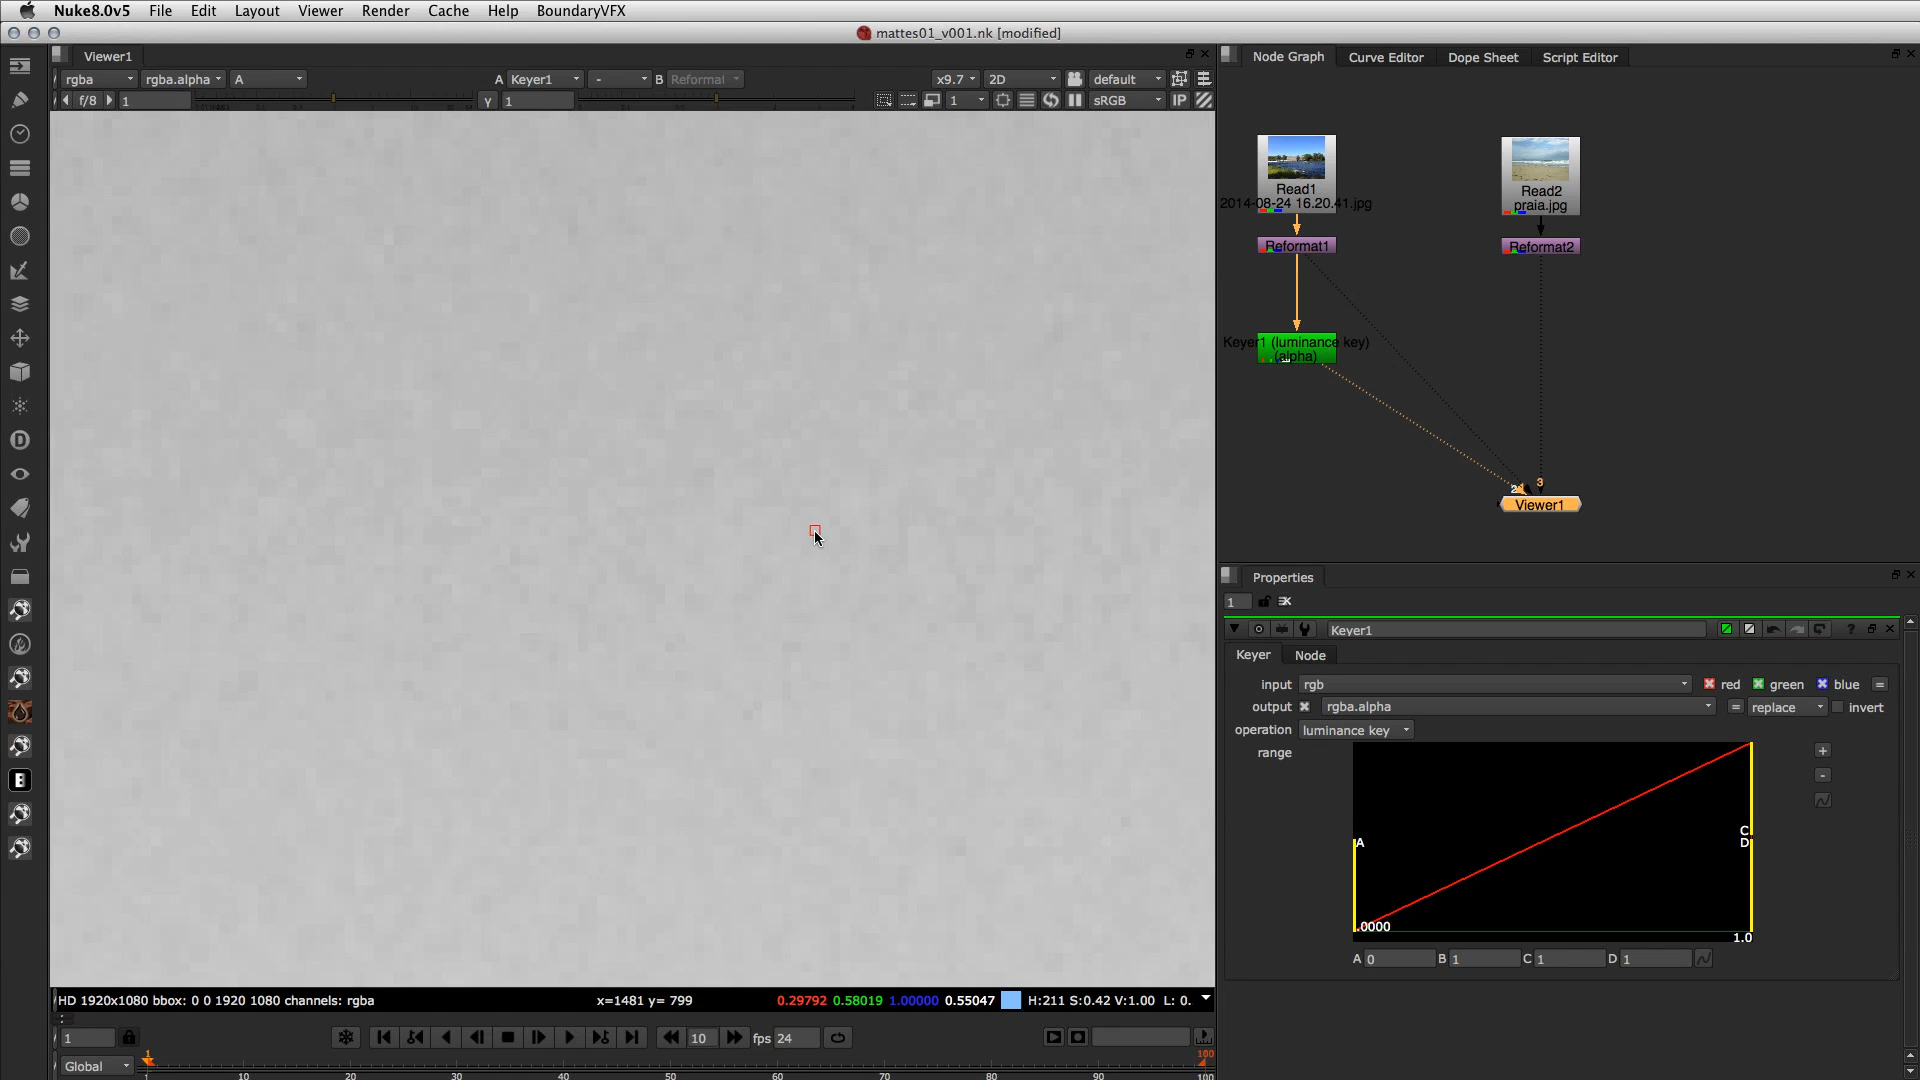 Nuke8.0v5 File Edit Layout Viewer Render Cache Help BoundaryVFX
mattes01_v001.nk [modified]
Viewer1
rgba rgba.alpha A A Keyer1 - B Reformat x9.7 2D default
f/8 1 γ 1 1 sRGB IP
HD 1920x1080 bbox: 0 0 1920 1080 channels: rgba x=1481 y= 799 0.29792 0.58019 1.00000 0.55047 H:211 S:0.42 V:1.00 L: 0.
1 10 fps 24
Global 1 1 10 20 30 40 50 60 70 80 90 100 100
Node Graph Curve Editor Dope Sheet Script Editor
Read1
2014-08-24 16.20.41.jpg
Reformat1
Read2
praia.jpg
Reformat2
Keyer1 (luminance key)
(alpha)
3
Viewer1
Properties
1
Keyer1
Keyer Node
input rgb red green blue =
output rgba.alpha = replace invert
operation luminance key
range
+
-
A
C
D
.0000
1.0
A 0 B 1 C 1 D 1